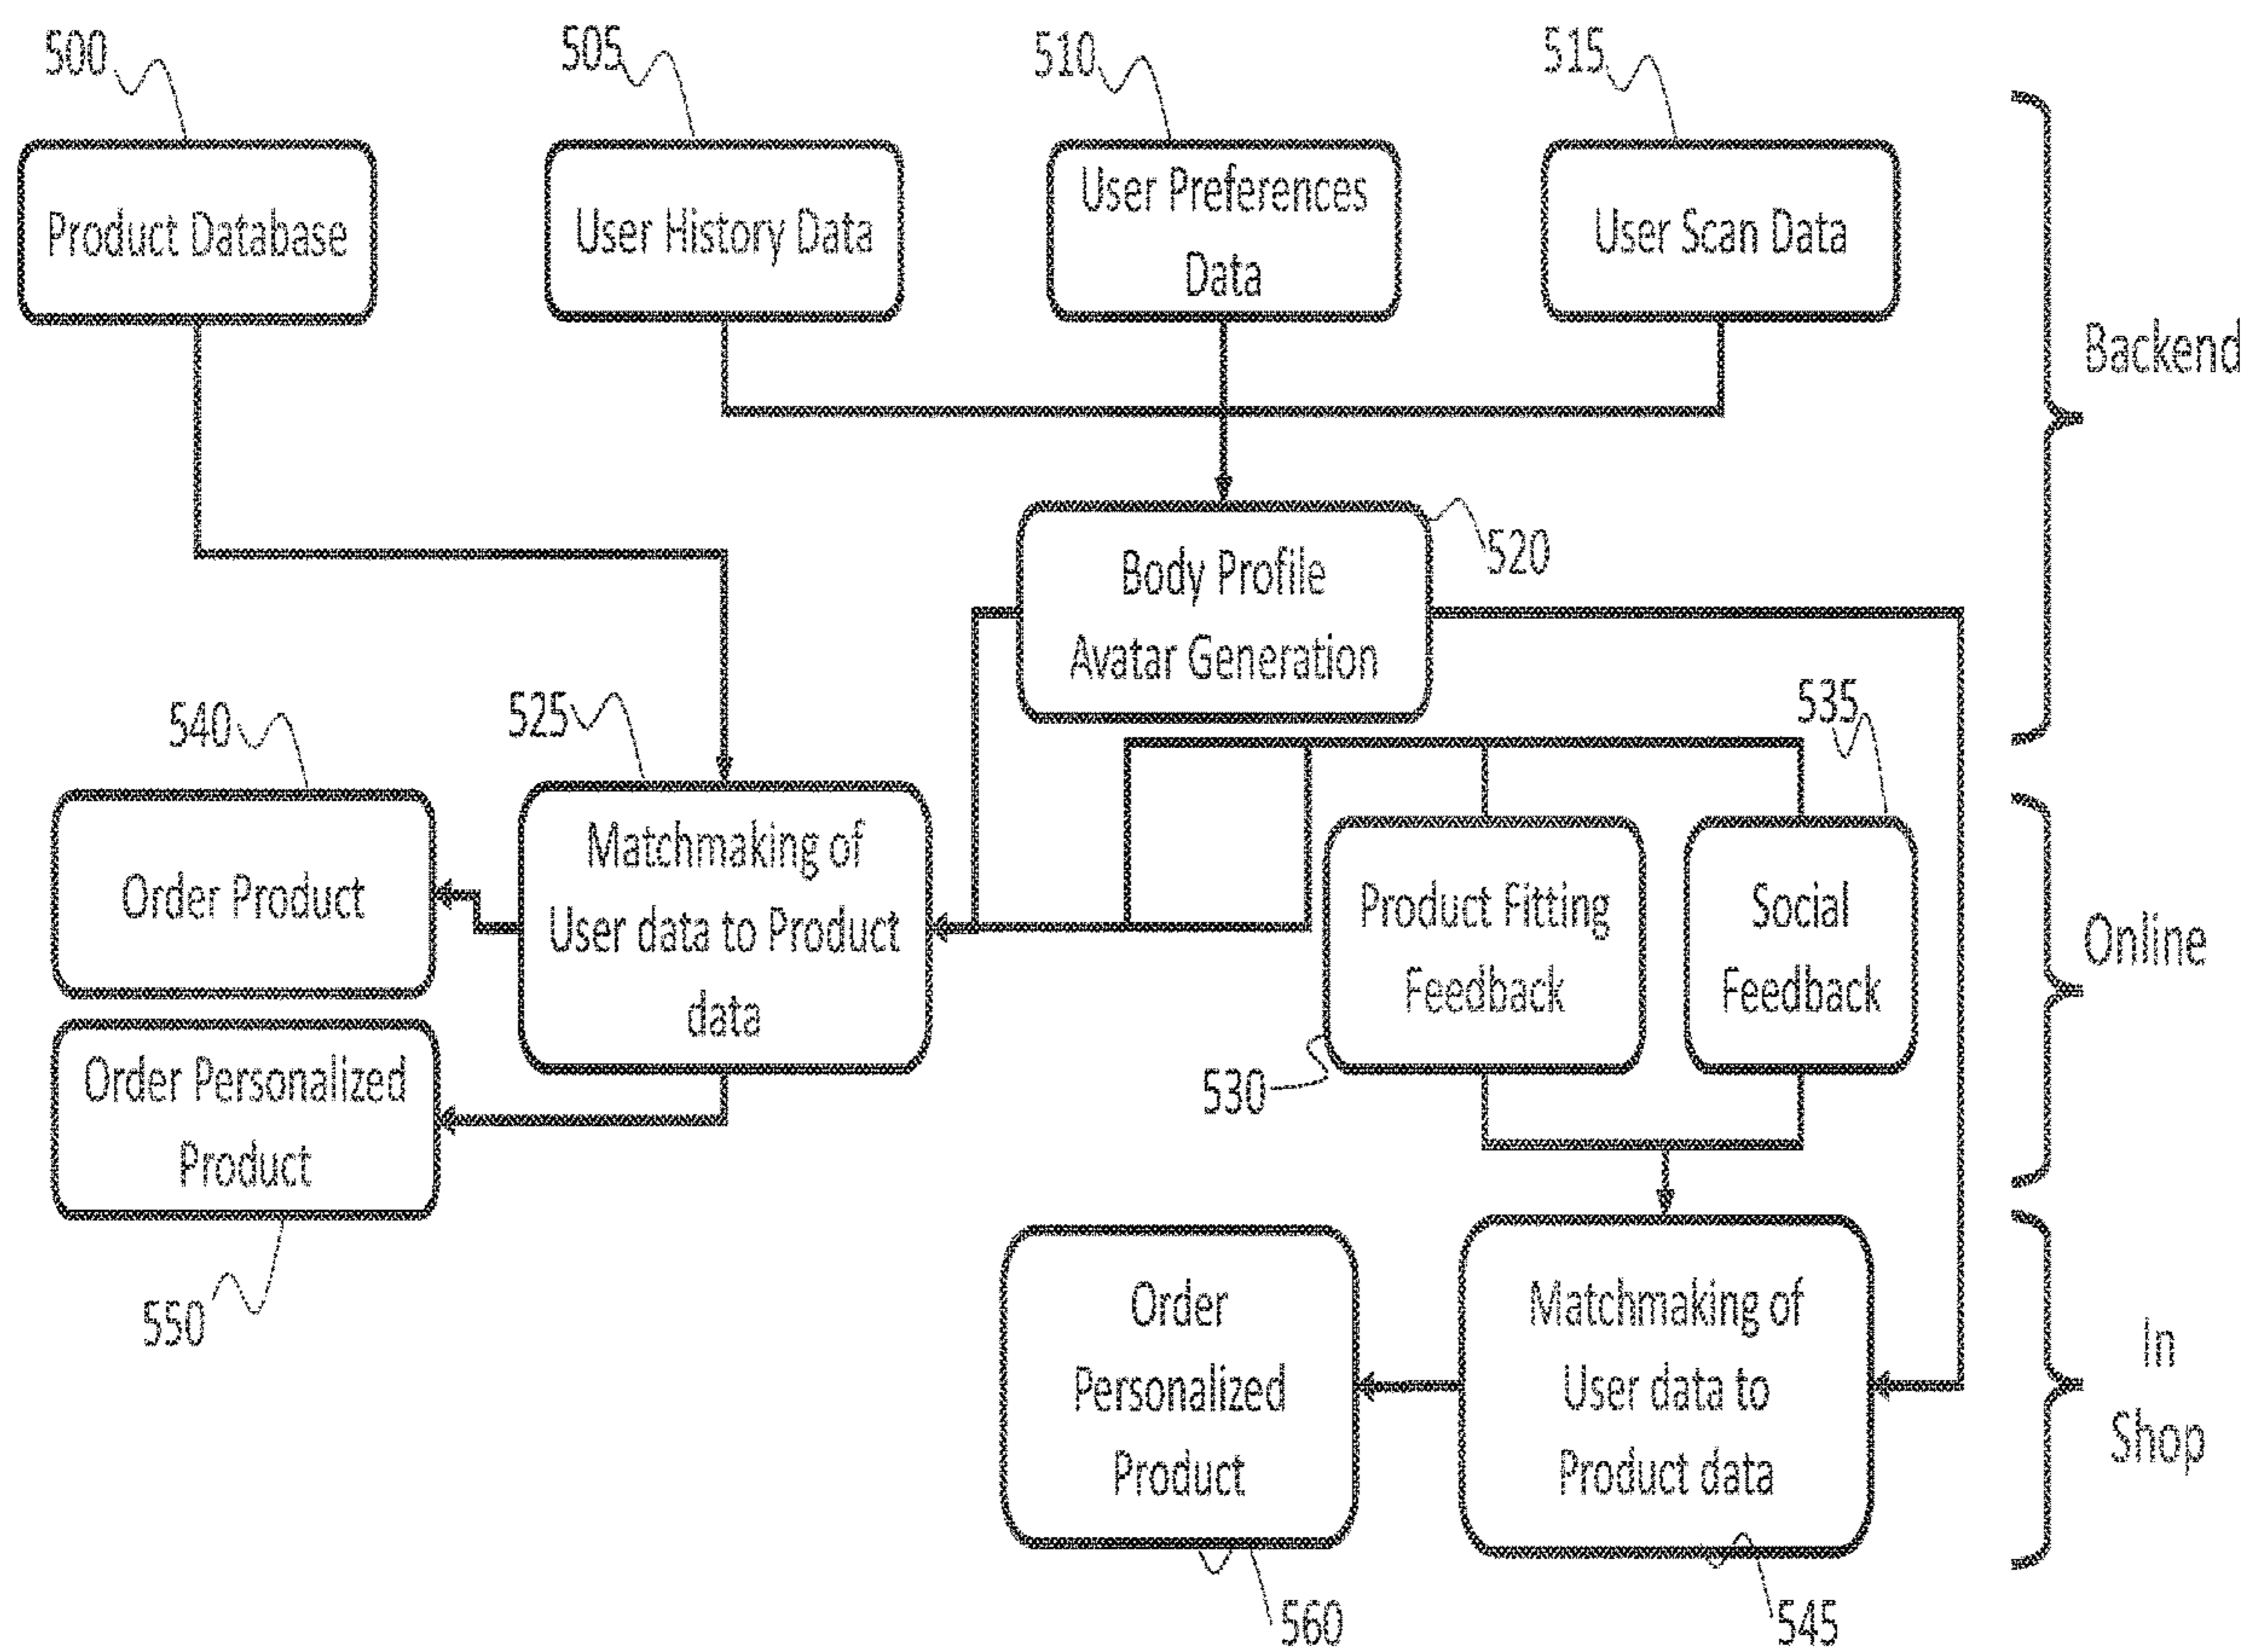 500
505
510
515
Product Database
User History Data
User Preferences
Data
User Scan Data
Backend
Body Profile
Avatar Generation
520
540
525
535
Order Product
Matchmaking of
User data to Product
data
Product Fitting
Feedback
Social
Feedback
Online
Order Personalized
Product
530
550
Order
Personalized
Product
Matchmaking of
User data to
Product data
In
Shop
560
545